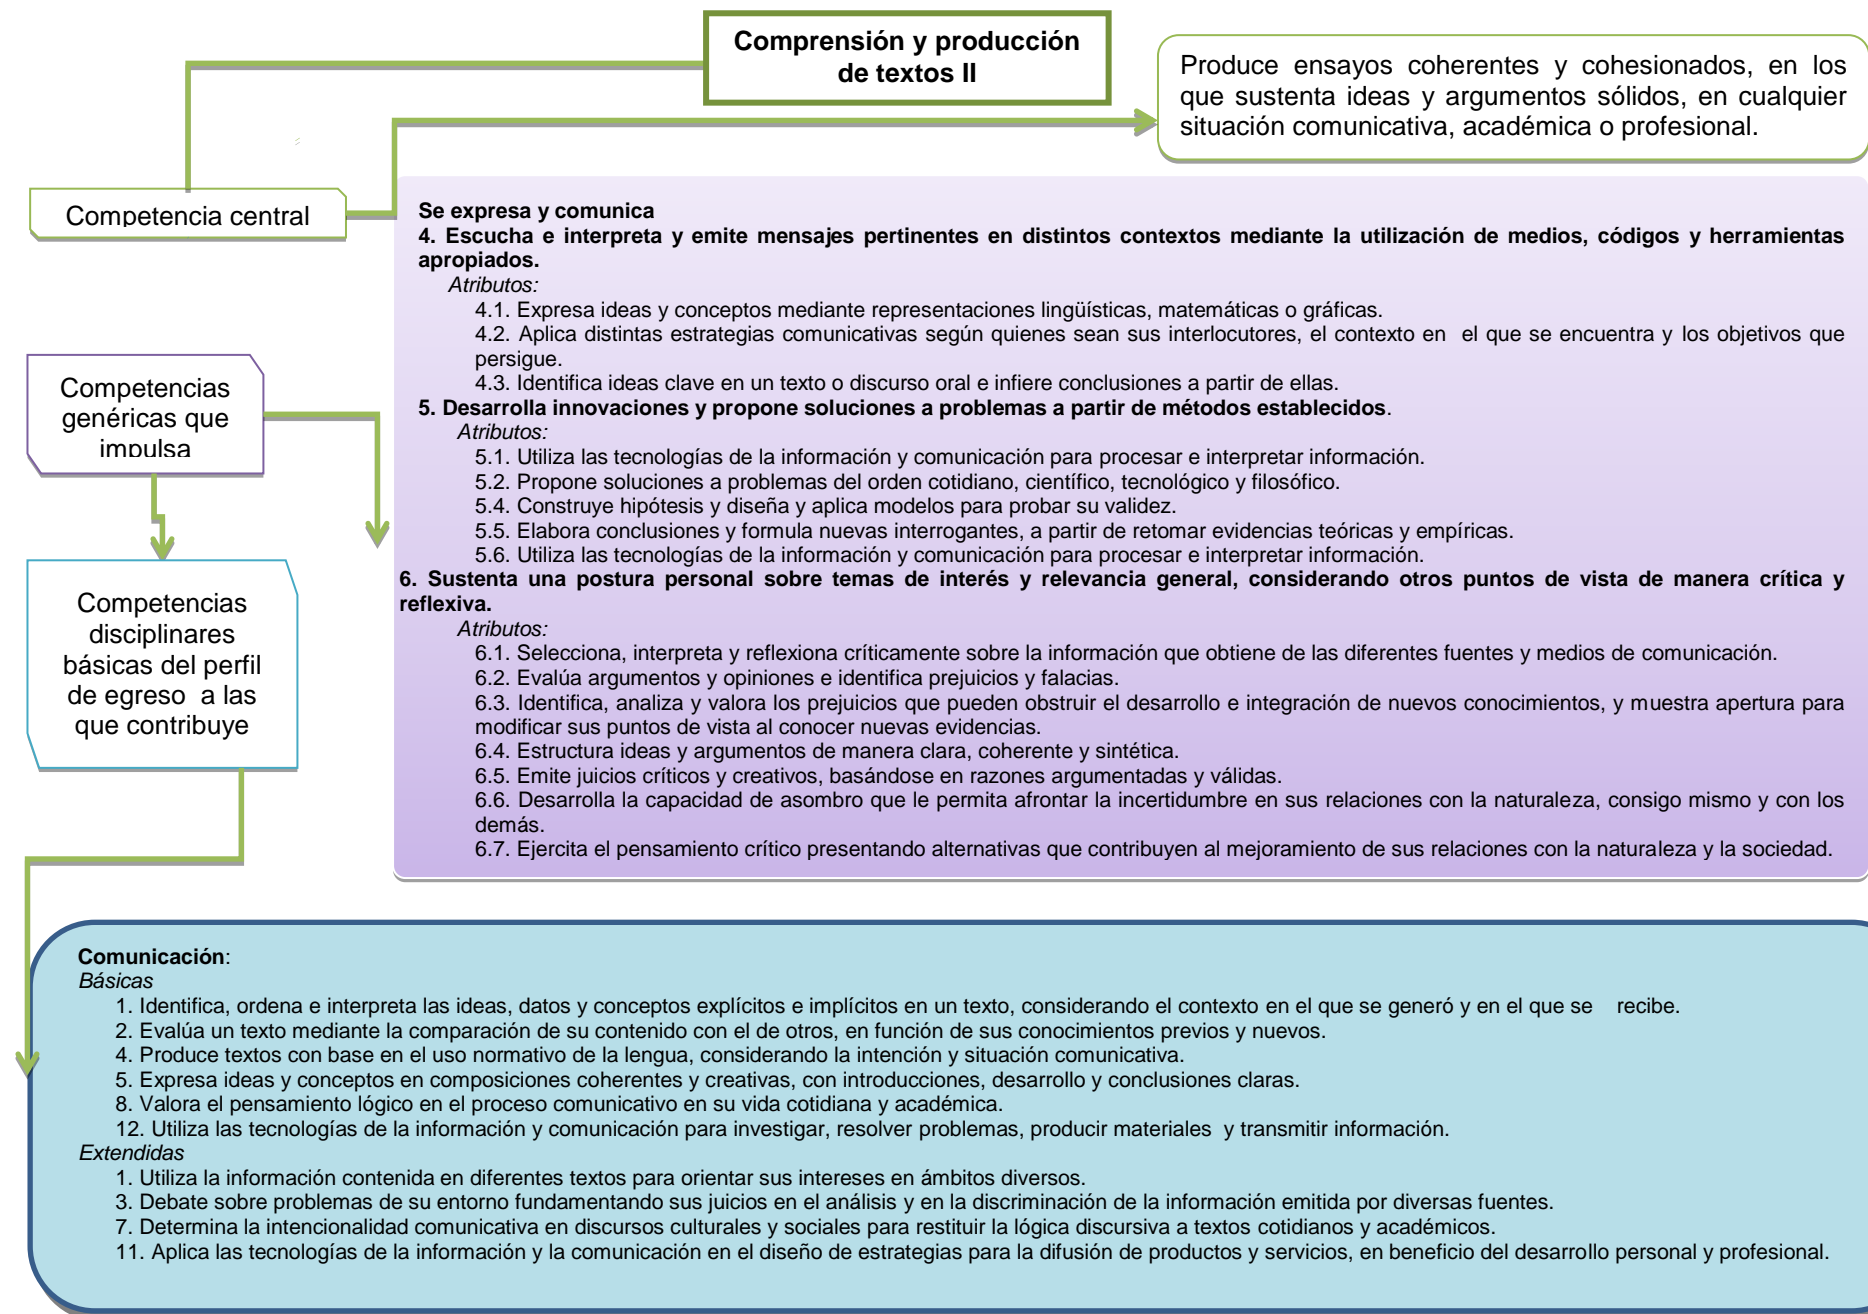 Comprensión y producción
de textos II
Produce ensayos coherentes y cohesionados, en los
que sustenta ideas y argumentos sólidos, en cualquier
situación comunicativa, académica o profesional.
Competencia central
Se expresa y comunica
4. Escucha e interpreta y emite mensajes pertinentes en distintos contextos mediante la utilización de medios, códigos y herramientas
apropiados.
Atributos:
4.1. Expresa ideas y conceptos mediante representaciones lingüísticas, matemáticas o gráficas.
4.2. Aplica distintas estrategias comunicativas según quienes sean sus interlocutores, el contexto en el que se encuentra y los objetivos que
persigue.
4.3. Identifica ideas clave en un texto o discurso oral e infiere conclusiones a partir de ellas.
5. Desarrolla innovaciones y propone soluciones a problemas a partir de métodos establecidos.
Atributos:
5.1. Utiliza las tecnologías de la información y comunicación para procesar e interpretar información.
5.2. Propone soluciones a problemas del orden cotidiano, científico, tecnológico y filosófico.
5.4. Construye hipótesis y diseña y aplica modelos para probar su validez.
5.5. Elabora conclusiones y formula nuevas interrogantes, a partir de retomar evidencias teóricas y empíricas.
5.6. Utiliza las tecnologías de la información y comunicación para procesar e interpretar información.
6. Sustenta una postura personal sobre temas de interés y relevancia general, considerando otros puntos de vista de manera crítica y
reflexiva.
Atributos:
6.1. Selecciona, interpreta y reflexiona críticamente sobre la información que obtiene de las diferentes fuentes y medios de comunicación.
6.2. Evalúa argumentos y opiniones e identifica prejuicios y falacias.
6.3. Identifica, analiza y valora los prejuicios que pueden obstruir el desarrollo e integración de nuevos conocimientos, y muestra apertura para
modificar sus puntos de vista al conocer nuevas evidencias.
6.4. Estructura ideas y argumentos de manera clara, coherente y sintética.
6.5. Emite juicios críticos y creativos, basándose en razones argumentadas y válidas.
6.6. Desarrolla la capacidad de asombro que le permita afrontar la incertidumbre en sus relaciones con la naturaleza, consigo mismo y con los
demás.
6.7. Ejercita el pensamiento crítico presentando alternativas que contribuyen al mejoramiento de sus relaciones con la naturaleza y la sociedad.
Competencias
genéricas que
impulsa
Competencias
disciplinares
básicas del perfil
de egreso a las
que contribuye
Comunicación:
Básicas
1. Identifica, ordena e interpreta las ideas, datos y conceptos explícitos e implícitos en un texto, considerando el contexto en el que se generó y en el que se recibe.
2. Evalúa un texto mediante la comparación de su contenido con el de otros, en función de sus conocimientos previos y nuevos.
4. Produce textos con base en el uso normativo de la lengua, considerando la intención y situación comunicativa.
5. Expresa ideas y conceptos en composiciones coherentes y creativas, con introducciones, desarrollo y conclusiones claras.
8. Valora el pensamiento lógico en el proceso comunicativo en su vida cotidiana y académica.
12. Utiliza las tecnologías de la información y comunicación para investigar, resolver problemas, producir materiales y transmitir información.
Extendidas
1. Utiliza la información contenida en diferentes textos para orientar sus intereses en ámbitos diversos.
3. Debate sobre problemas de su entorno fundamentando sus juicios en el análisis y en la discriminación de la información emitida por diversas fuentes.
7. Determina la intencionalidad comunicativa en discursos culturales y sociales para restituir la lógica discursiva a textos cotidianos y académicos.
11. Aplica las tecnologías de la información y la comunicación en el diseño de estrategias para la difusión de productos y servicios, en beneficio del desarrollo personal y profesional.